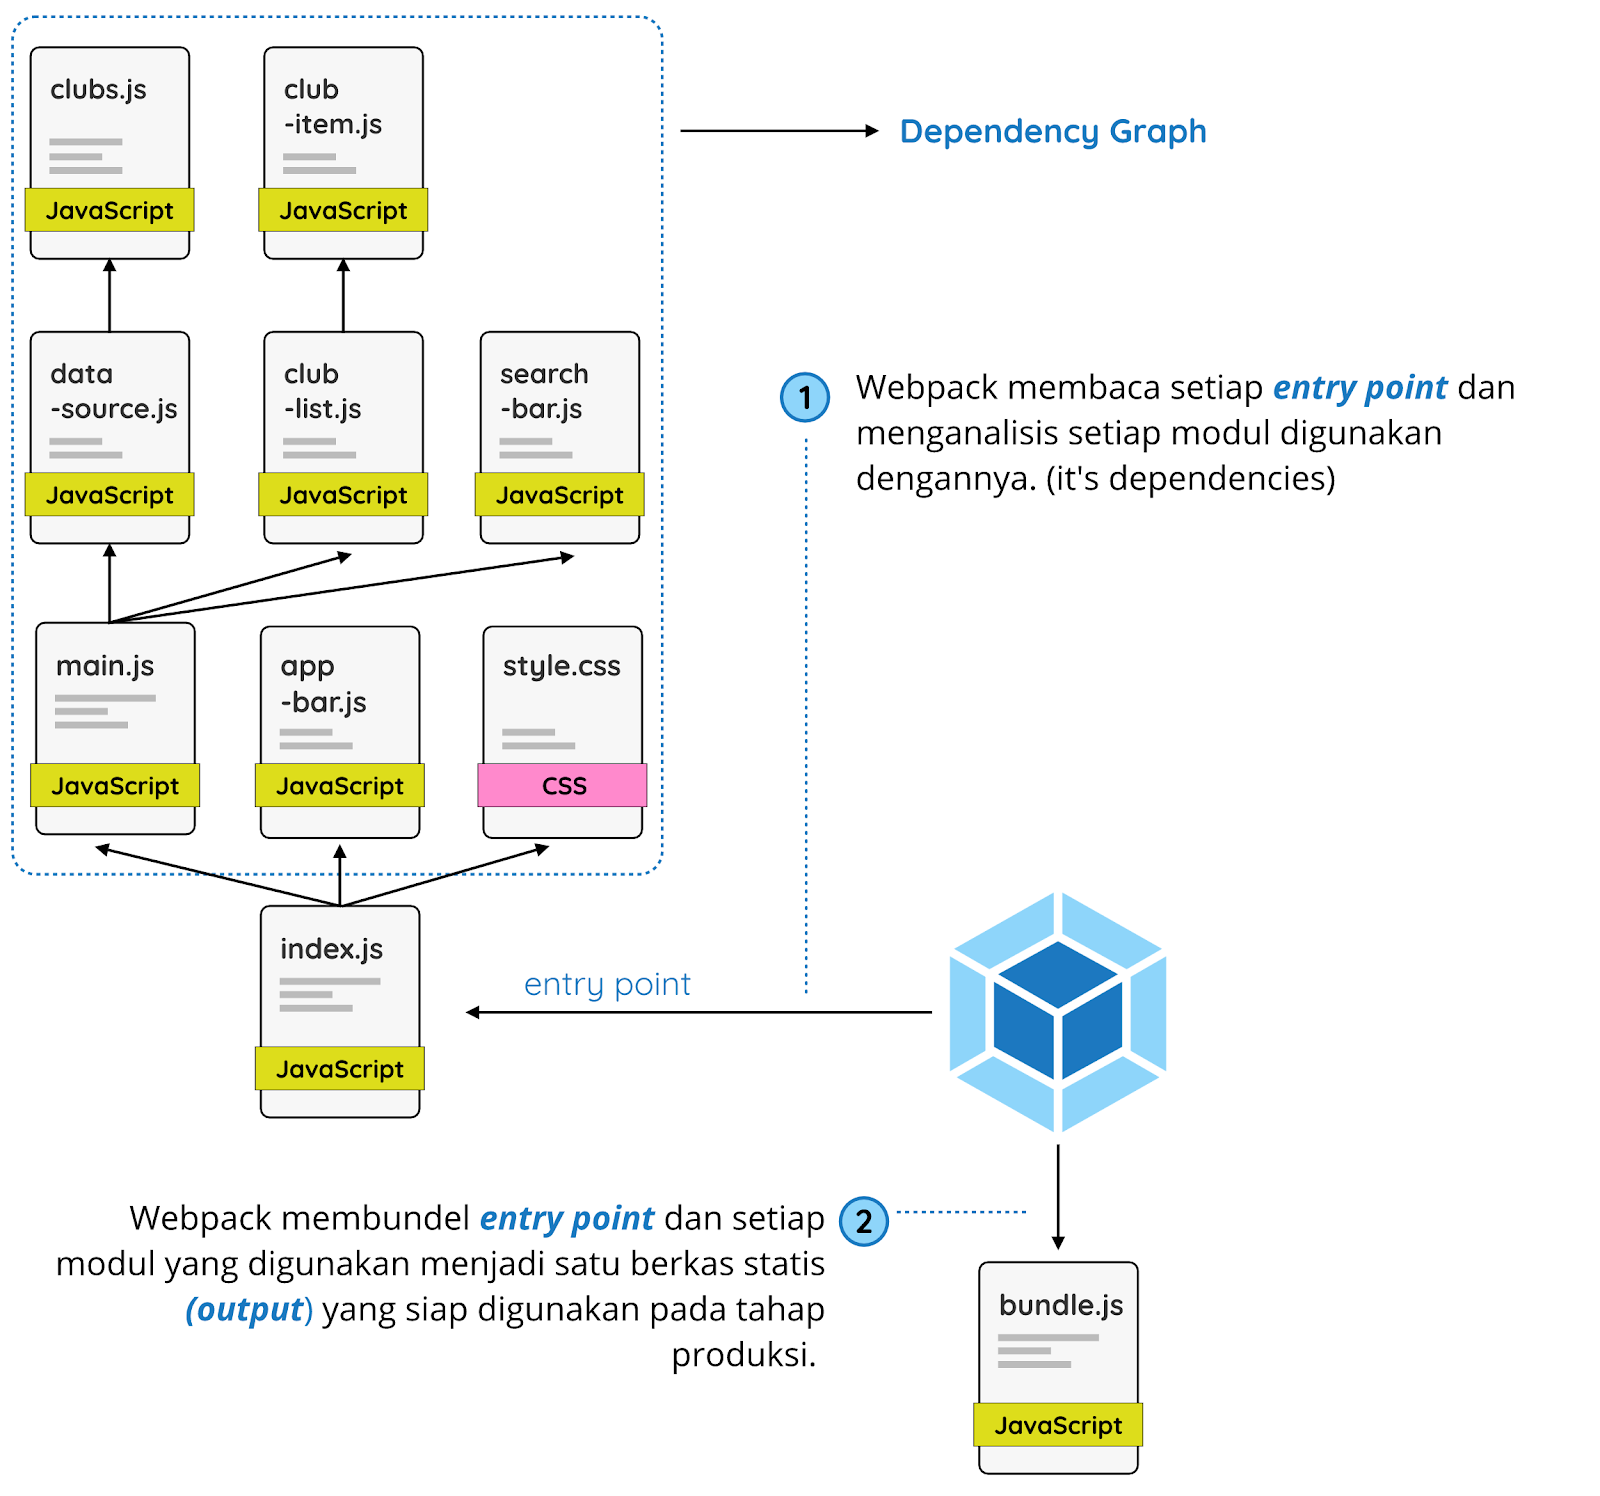 clubs.js
JavaScript
club
-item.js
JavaScript
Dependency Graph
data
-source.js
JavaScript
club
-list.js
JavaScript
search
-bar.js
JavaScript
1
Webpack membaca setiap entry point dan
menganalisis setiap modul digunakan
dengannya. (it's dependencies)
main.js
JavaScript
app
-bar.js
JavaScript
style.css
CSS
index.js
JavaScript
entry point
Webpack membundel entry point dan setiap
modul yang digunakan menjadi satu berkas statis
(output) yang siap digunakan pada tahap
produksi.
2
bundle.js
JavaScript